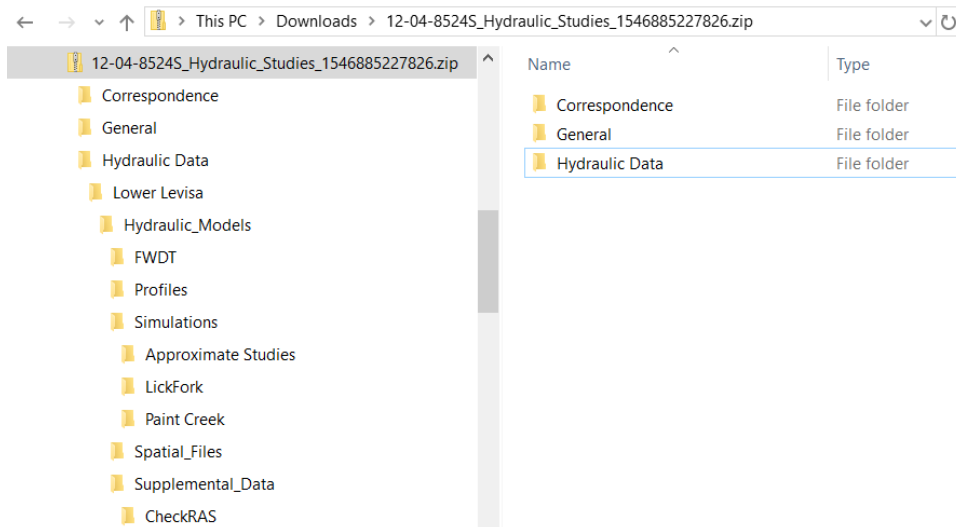 > This PC > Downloads > 12-04-8524S_Hydraulic_Studies_1546885227826.zip
12-04-8524S_Hydraulic_Studies_1546885227826.zip
Correspondence
General
Hydraulic Data
Lower Levisa
Hydraulic_Models
FWDT
Profiles
Simulations
Approximate Studies
LickFork
Paint Creek
Spatial_Files
Supplemental_Data
CheckRAS
Name Type
Correspondence File folder
General File folder
Hydraulic Data File folder